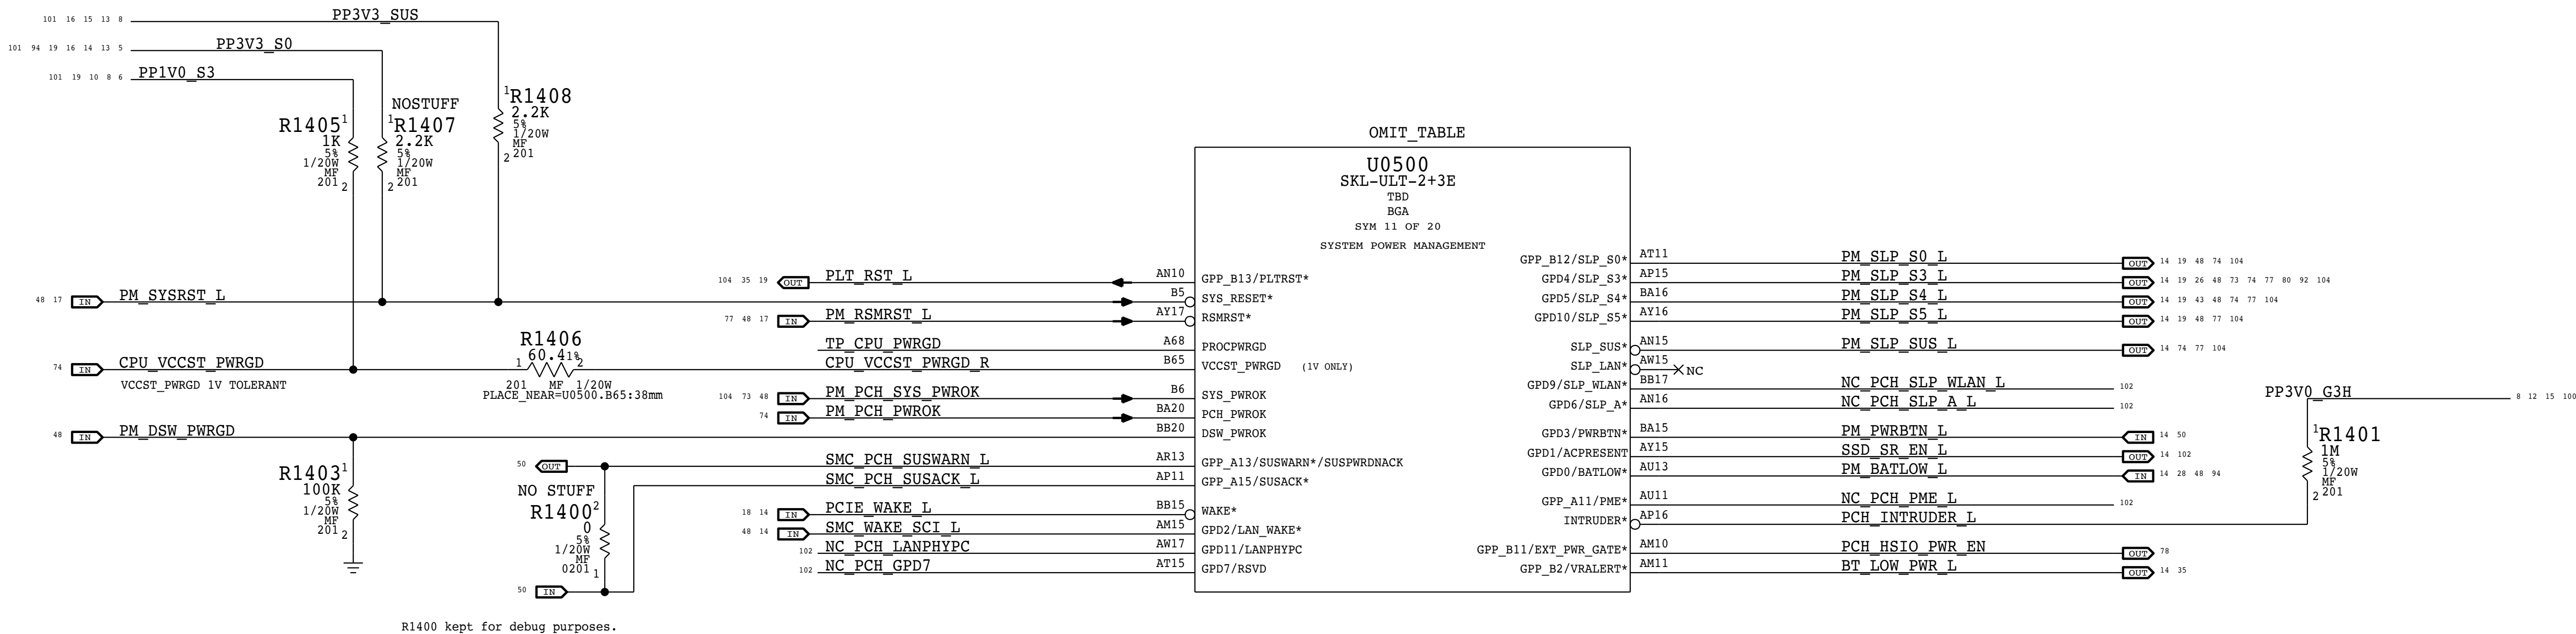 101 16 15 13 8 PP3V3_SUS
101 94 19 16 14 13 5 PP3V3_S0
101 19 10 8 6 PP1V0_S3
NOSTUFF
R1405 1
1K
5%
1/20W
MF
201 2
1 R1407
2.2K
5%
1/20W
MF
2 201
1 R1408
2.2K
5%
1/20W
MF
2 201
48 17 IN PM_SYSRST_L
74 IN CPU_VCCST_PWRGD
VCCST_PWRGD 1V TOLERANT
R1406
60.4 1%
1 2
201 MF 1/20W
PLACE_NEAR=U0500.B65:38mm
48 IN PM_DSW_PWRGD
R1403 1
100K
5%
1/20W
MF
201 2
50 OUT SMC_PCH_SUSWARN_L AR13
SMC_PCH_SUSACK_L AP11
NO STUFF
R1400 2
0
5%
1/20W
MF
0201 1
50 IN
R1400 kept for debug purposes.
104 35 19 OUT PLT_RST_L AN10
B5
77 48 17 IN PM_RSMRST_L AY17
TP_CPU_PWRGD A68
CPU_VCCST_PWRGD_R B65
104 73 48 IN PM_PCH_SYS_PWROK B6
74 IN PM_PCH_PWROK BA20
BB20
18 14 IN PCIE_WAKE_L BB15
48 14 IN SMC_WAKE_SCI_L AM15
102 NC_PCH_LANPHYPC AW17
102 NC_PCH_GPD7 AT15
OMIT_TABLE
U0500
SKL-ULT-2+3E
TBD
BGA
SYM 11 OF 20
SYSTEM POWER MANAGEMENT
GPP_B13/PLTRST*
SYS_RESET*
RSMRST*
PROCPWRGD
VCCST_PWRGD (1V ONLY)
SYS_PWROK
PCH_PWROK
DSW_PWROK
GPP_A13/SUSWARN*/SUSPWRDNACK
GPP_A15/SUSACK*
WAKE*
GPD2/LAN_WAKE*
GPD11/LANPHYPC
GPD7/RSVD
GPP_B12/SLP_S0* AT11 PM_SLP_S0_L OUT 14 19 48 74 104
GPD4/SLP_S3* AP15 PM_SLP_S3_L OUT 14 19 26 48 73 74 77 80 92 104
GPD5/SLP_S4* BA16 PM_SLP_S4_L OUT 14 19 43 48 74 77 104
GPD10/SLP_S5* AY16 PM_SLP_S5_L OUT 14 19 48 77 104
SLP_SUS* AN15 PM_SLP_SUS_L OUT 14 74 77 104
SLP_LAN* AW15 NC
GPD9/SLP_WLAN* BB17 NC_PCH_SLP_WLAN_L 102
GPD6/SLP_A* AN16 NC_PCH_SLP_A_L 102
GPD3/PWRBTN* BA15 PM_PWRBTN_L IN 14 50
GPD1/ACPRESENT AY15 SSD_SR_EN_L OUT 14 102
GPD0/BATLOW* AU13 PM_BATLOW_L IN 14 28 48 94
GPP_A11/PME* AU11 NC_PCH_PME_L 102
INTRUDER* AP16 PCH_INTRUDER_L
GPP_B11/EXT_PWR_GATE* AM10 PCH_HSIO_PWR_EN OUT 78
GPP_B2/VRALERT* AM11 BT_LOW_PWR_L OUT 14 35
PP3V0_G3H 8 12 15 100
1 R1401
1M
5%
1/20W
MF
2 201